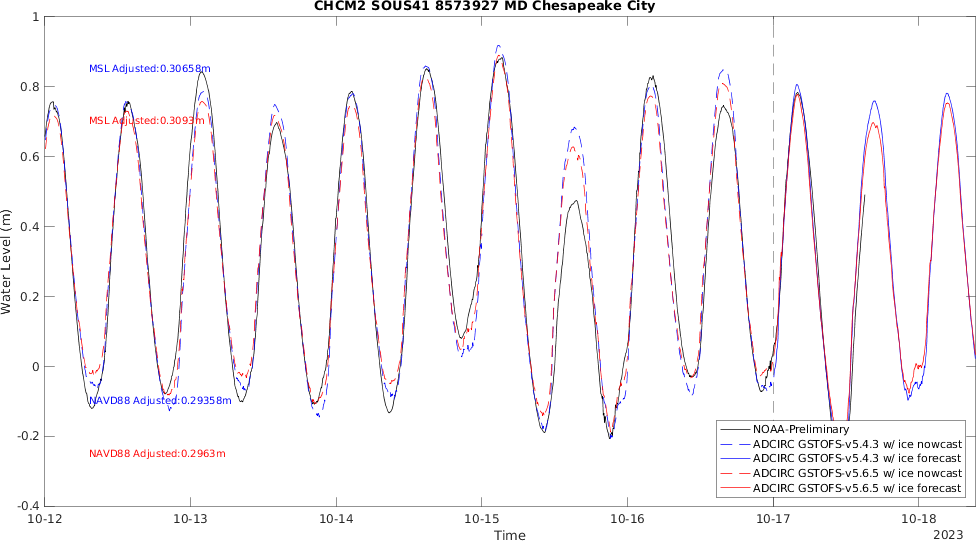 CHCM2 SOUS41 8573927 MD Chesapeake City
1
0.8
0.6
0.4
0.2
0
-0.2
-0.4
Water Level (m)
MSL Adjusted:0.30658m
MSL Adjusted:0.3093m
NAVD88 Adjusted:0.29358m
NAVD88 Adjusted:0.2963m
NOAA-Preliminary
ADCIRC GSTOFS-v5.4.3 w/ ice nowcast
ADCIRC GSTOFS-v5.4.3 w/ ice forecast
ADCIRC GSTOFS-v5.6.5 w/ ice nowcast
ADCIRC GSTOFS-v5.6.5 w/ ice forecast
10-12 10-13 10-14 10-15 10-16 10-17 10-18
Time
2023